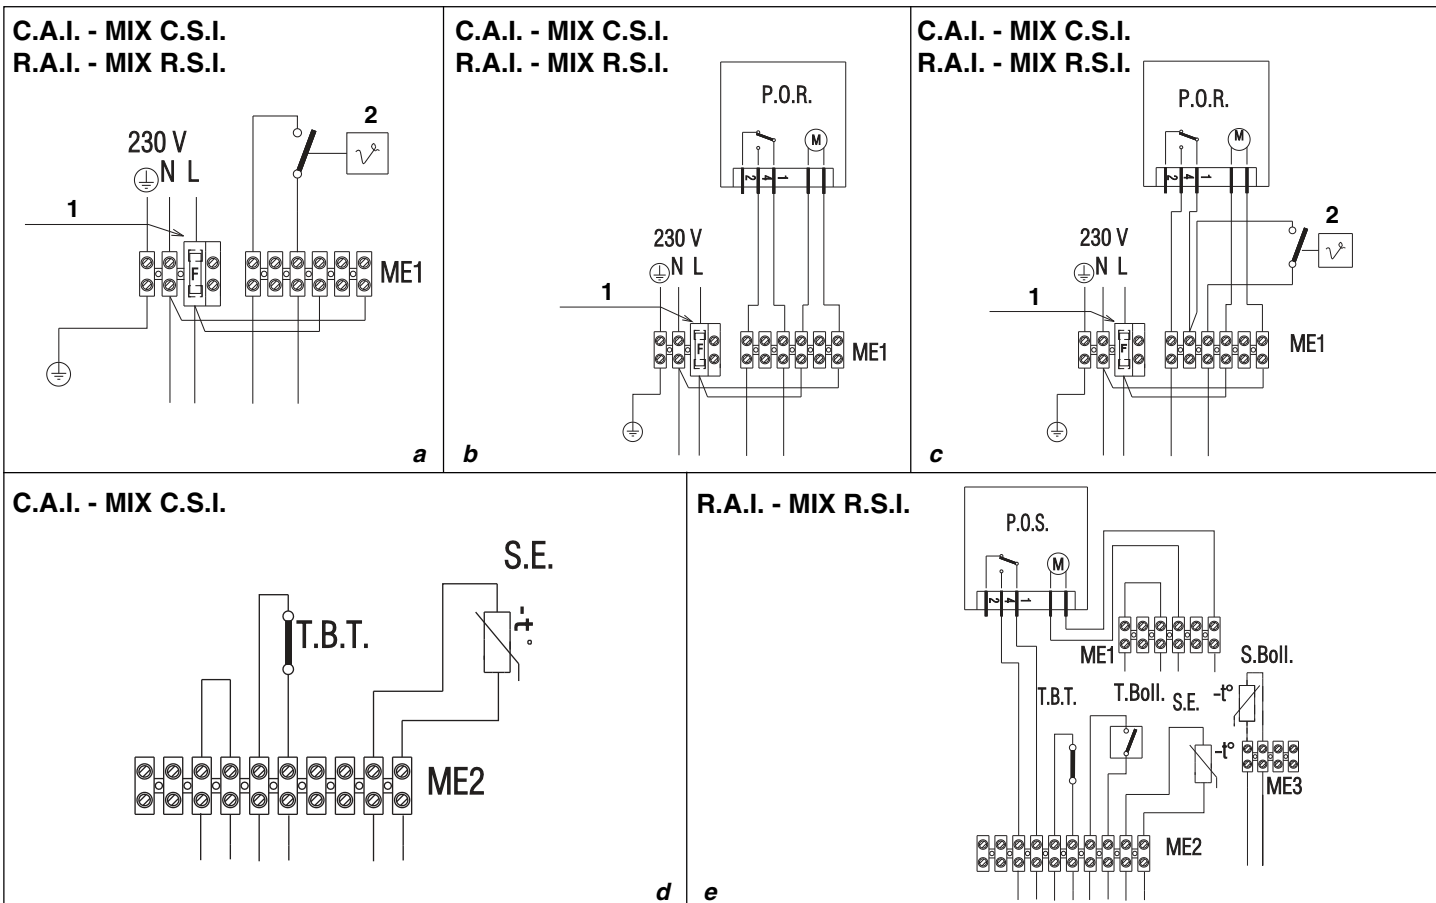 C.A.I. - MIX C.S.I.
R.A.I. - MIX R.S.I.
2
230 V
N L
1
F
ME1
a
C.A.I. - MIX C.S.I.
R.A.I. - MIX R.S.I.
P.O.R.
M
2 4 1
230 V
N L
1
F
ME1
b
C.A.I. - MIX C.S.I.
R.A.I. - MIX R.S.I.
P.O.R.
M
2 4 1
2
230 V
N L
1
F
ME1
c
C.A.I. - MIX C.S.I.
S.E.
T.B.T.
-t°
ME2
d
R.A.I. - MIX R.S.I.
P.O.S.
M
2 4 1
ME1
S.Boll.
T.B.T.
T.Boll.
S.E.
-t°
-t°
ME3
ME2
e